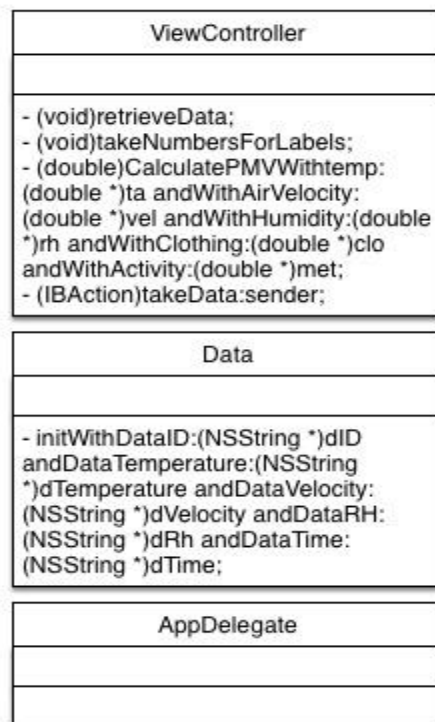 ViewController
- (void)retrieveData;
- (void)takeNumbersForLabels;
- (double)CalculatePMVWithtemp:
(double *)ta andWithAirVelocity:
(double *)vel andWithHumidity:(double
*)rh andWithClothing:(double *)clo
andWithActivity:(double *)met;
- (IBAction)takeData:sender;
Data
- initWithDataID:(NSString *)dID
andDataTemperature:(NSString
*)dTemperature andDataVelocity:
(NSString *)dVelocity andDataRH:
(NSString *)dRh andDataTime:
(NSString *)dTime;
AppDelegate